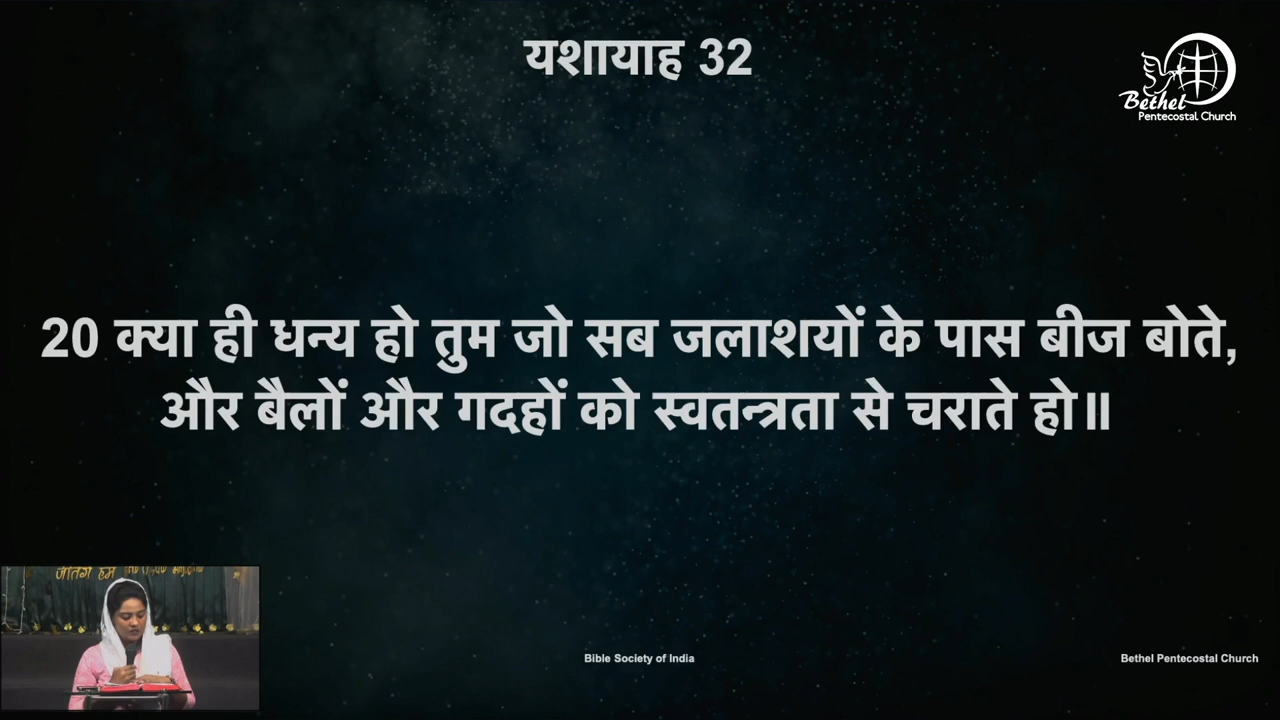 यशायाह 32
Bethel
Pentecostal Church
20 क्या ही धन्य हो तुम जो सब जलाशयों के पास बीज बोते,
और बैलों और गदहों को स्वतन्त्रता से चराते हो॥
हम
Bible Society of India
Bethel Pentecostal Church